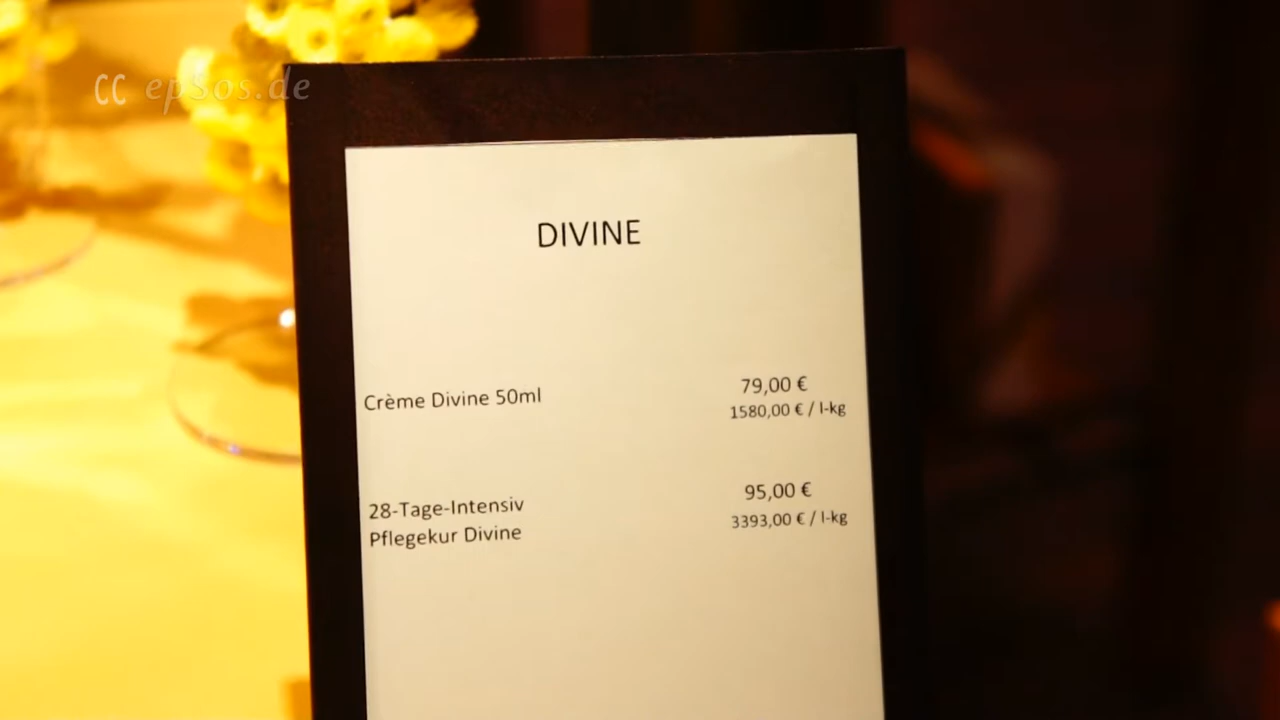 CC epSos.de
DIVINE
Crème Divine 50ml
79,00 €
1580,00 € / l-kg
28-Tage-Intensiv
Pflegekur Divine
95,00 €
3393,00 € / l-kg